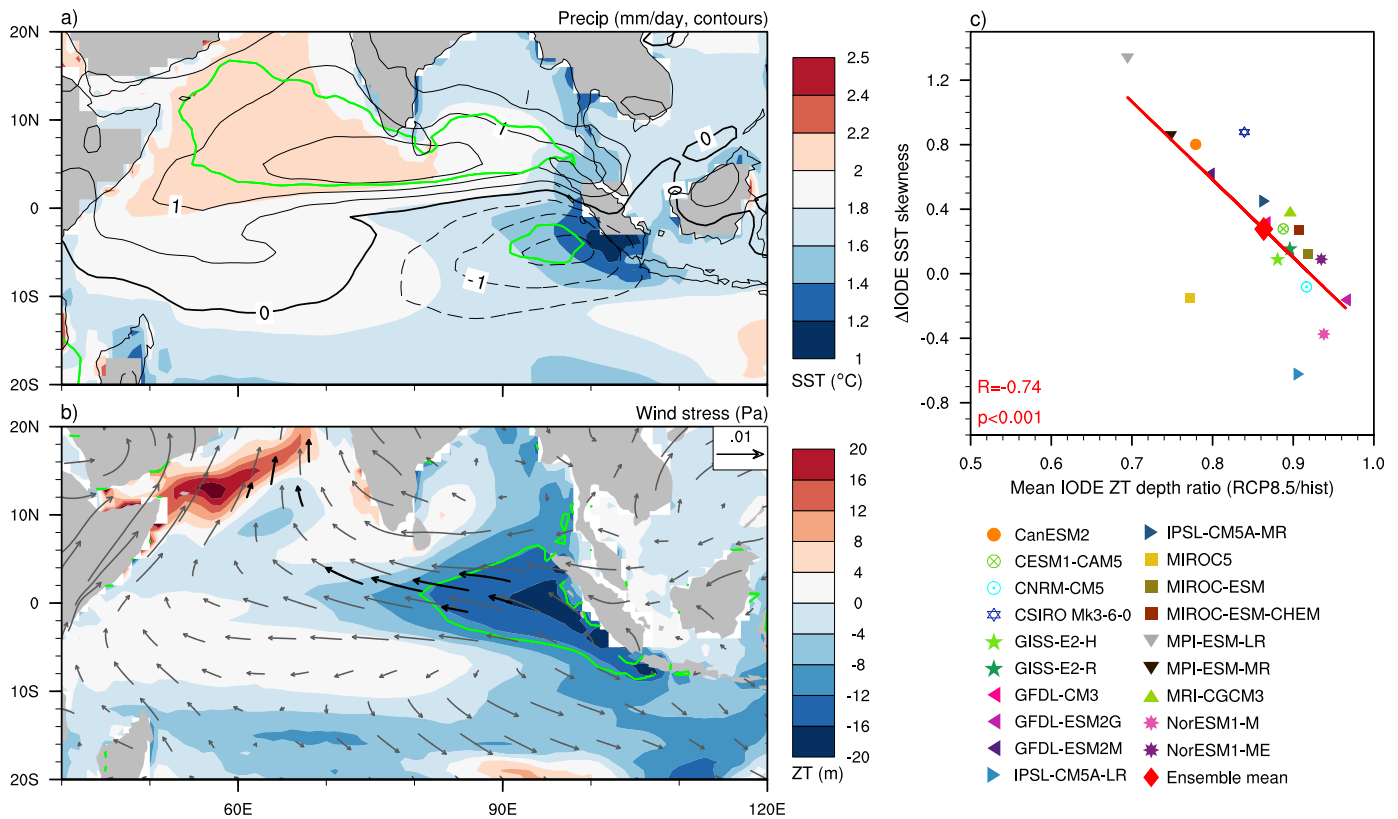 a)
Precip (mm/day, contours)
20N
10N
0
10S
20S
1
1
0
0
0
-1
2.5
2.4
2.2
2
1.8
1.6
1.4
1.2
1
SST (°C)
b)
Wind stress (Pa)
.01
20N
10N
0
10S
20S
60E
90E
120E
20
16
12
8
4
0
-4
-8
-12
-16
-20
ZT (m)
c)
1.2
0.8
0.4
0.0
-0.4
-0.8
ΔIODE SST skewness
R=-0.74
p<0.001
0.5
0.6
0.7
0.8
0.9
1.0
Mean IODE ZT depth ratio (RCP8.5/hist)
CanESM2
CESM1-CAM5
CNRM-CM5
CSIRO Mk3-6-0
GISS-E2-H
GISS-E2-R
GFDL-CM3
GFDL-ESM2G
GFDL-ESM2M
IPSL-CM5A-LR
IPSL-CM5A-MR
MIROC5
MIROC-ESM
MIROC-ESM-CHEM
MPI-ESM-LR
MPI-ESM-MR
MRI-CGCM3
NorESM1-M
NorESM1-ME
Ensemble mean